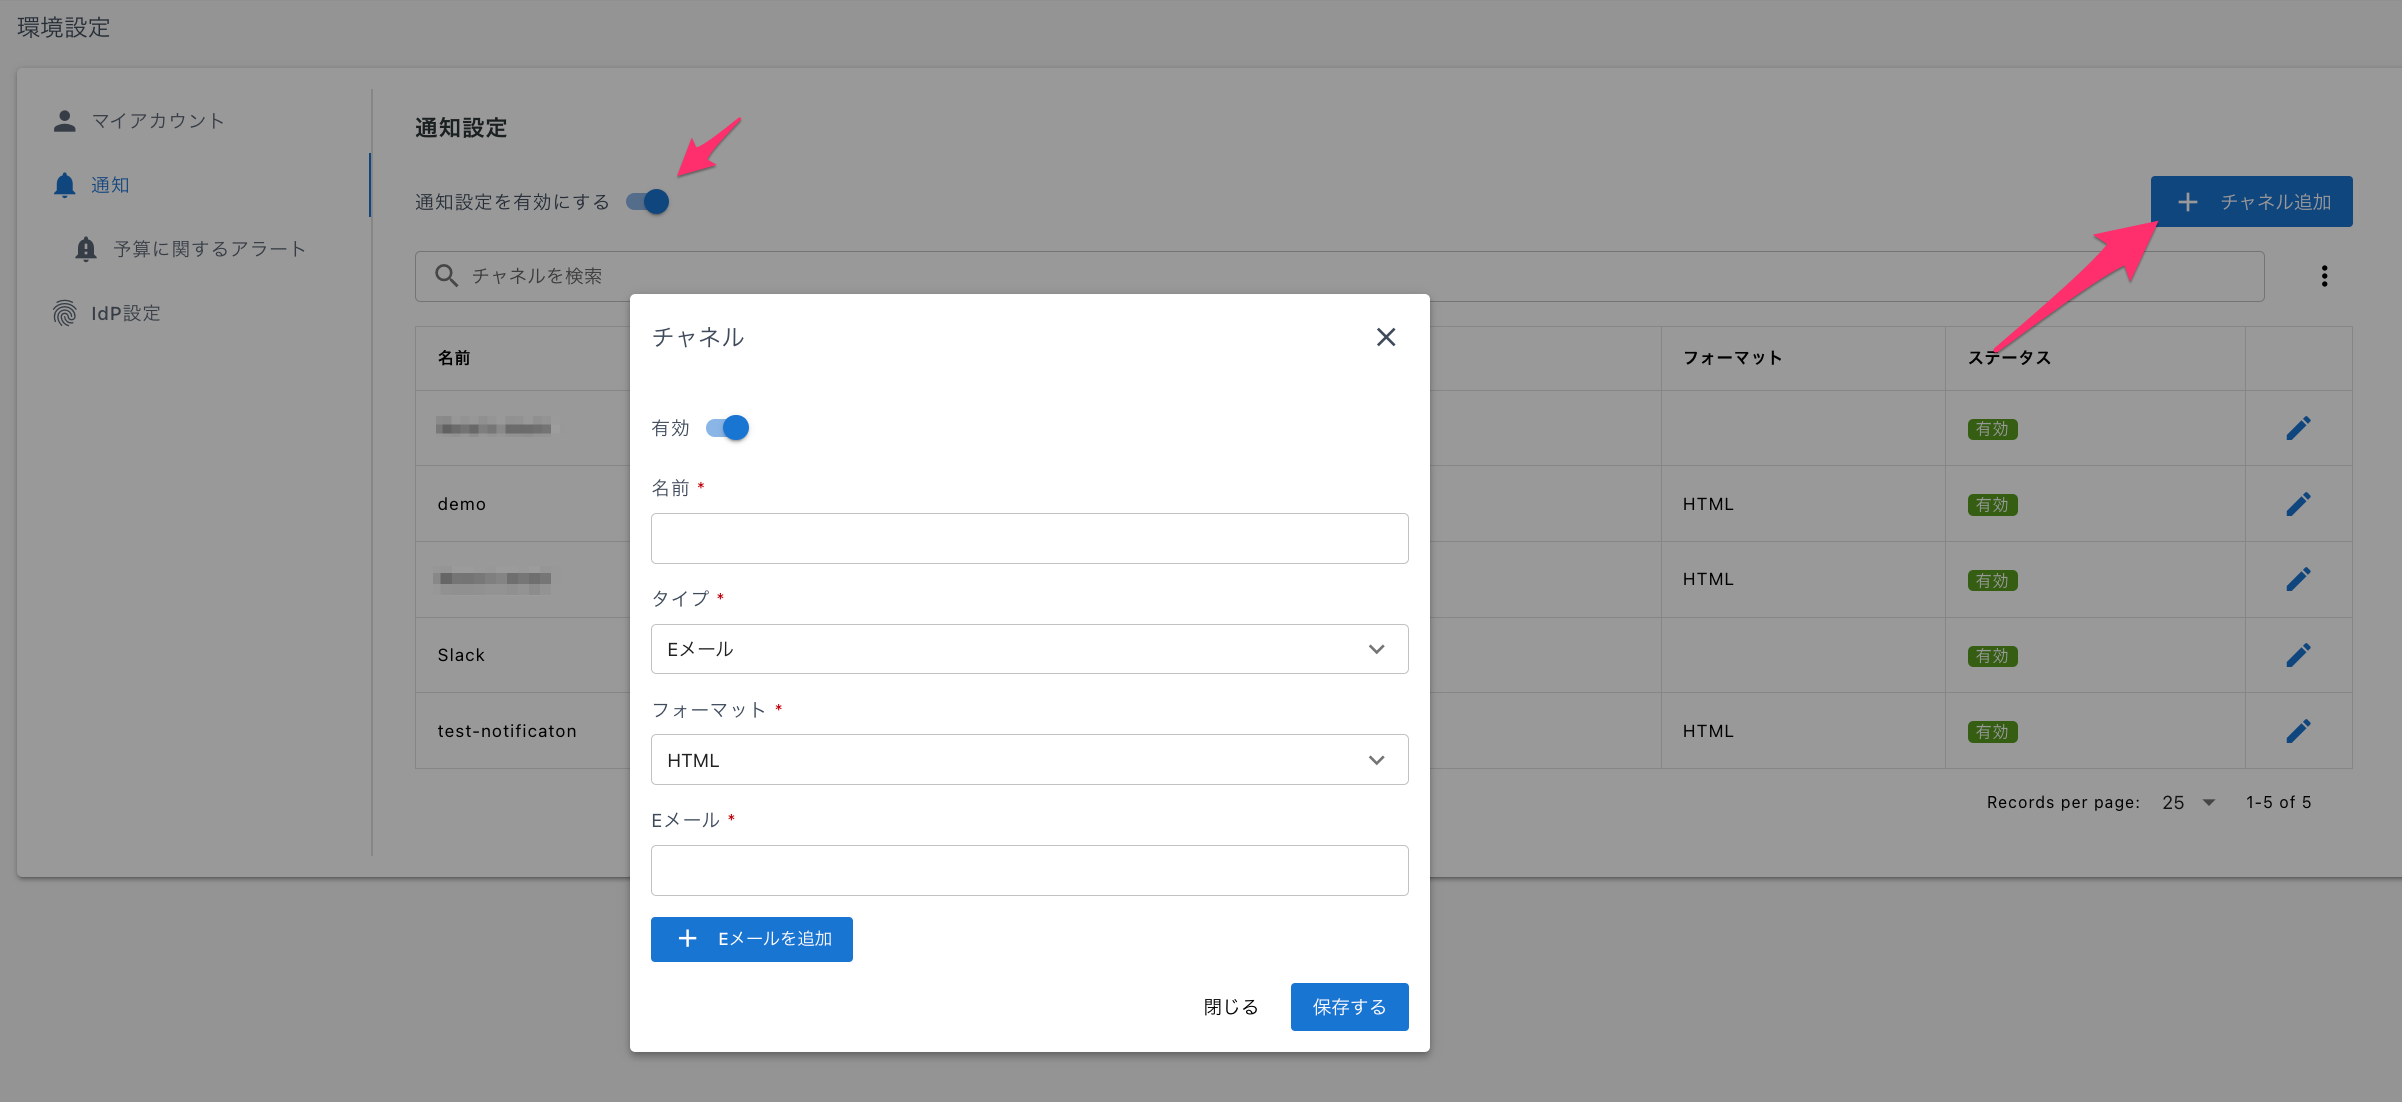 環境設定
マイアカウント
通知
予算に関するアラート
IdP設定
通知設定
通知設定を有効にする
チャネル追加
チャネルを検索
名前
フォーマット
ステータス
有効
demo
HTML
有効
HTML
有効
Slack
有効
test-notificaton
HTML
有効
Records per page:
25
1-5 of 5
チャネル
有効
名前 *
タイプ *
Eメール
フォーマット *
HTML
Eメール *
Eメールを追加
閉じる
保存する